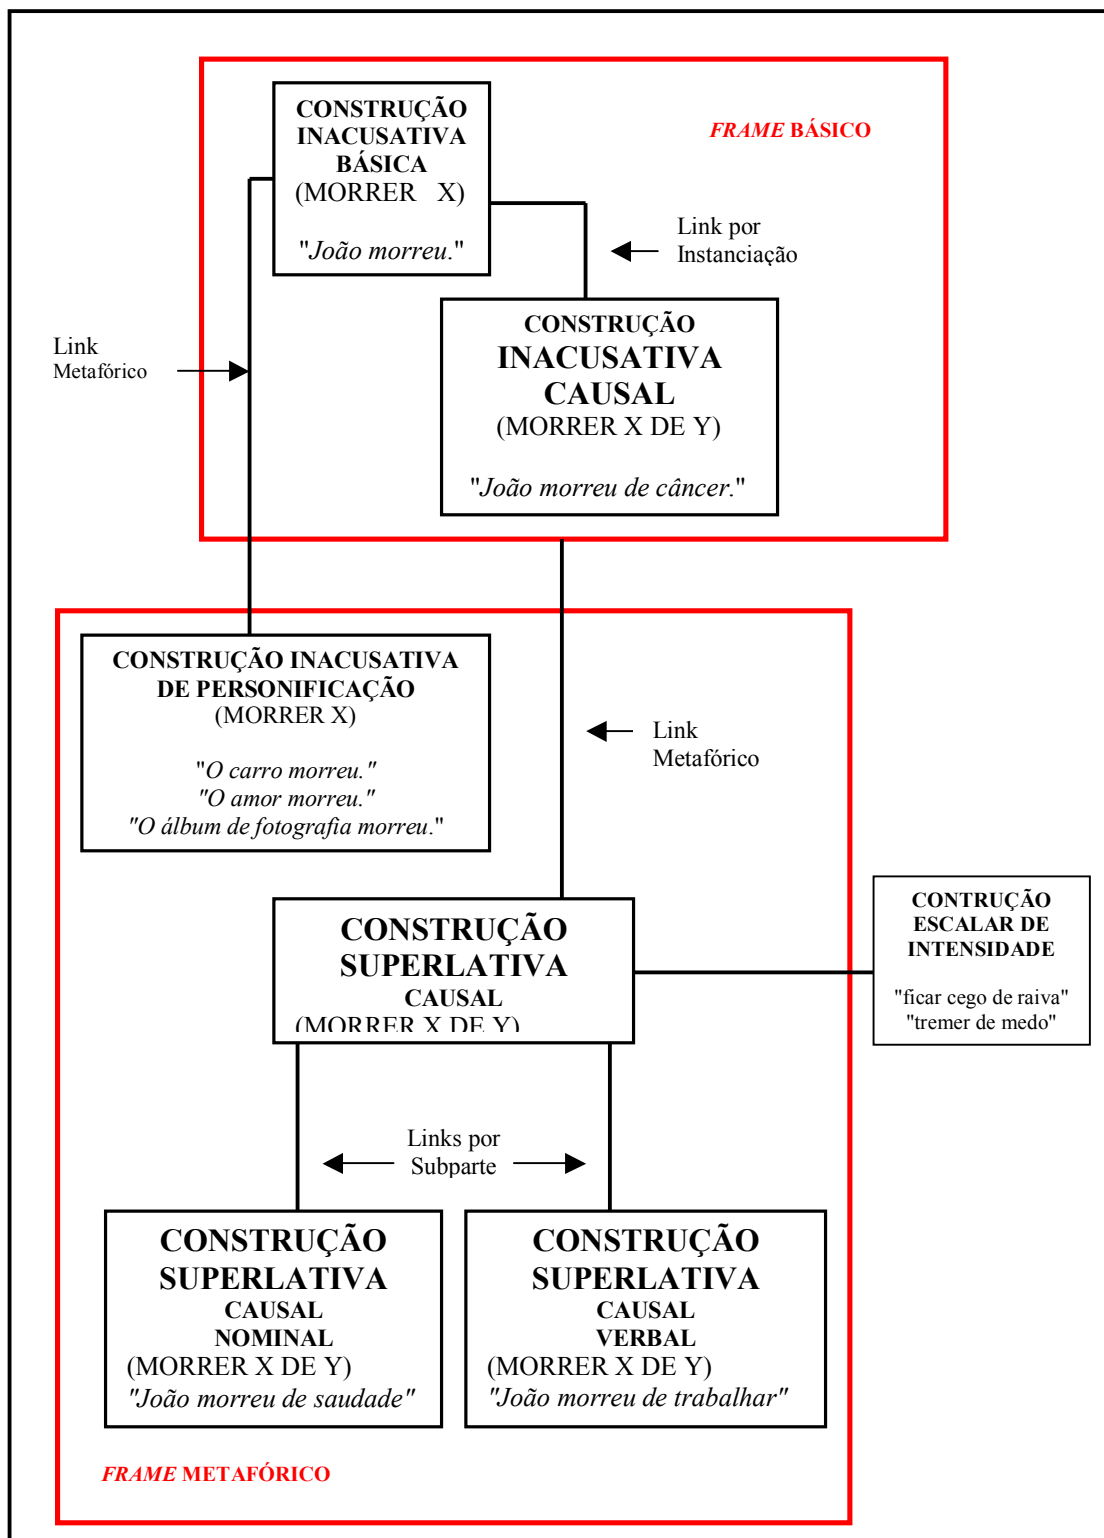 CONSTRUÇÃO
INACUSATIVA
BÁSICA
(MORRER X)
"João morreu."
FRAME BÁSICO
Link por
Instanciação
CONSTRUÇÃO
INACUSATIVA
CAUSAL
(MORRER X DE Y)
"João morreu de câncer."
Link
Metafórico
CONSTRUÇÃO INACUSATIVA
DE PERSONIFICAÇÃO
(MORRER X)
"O carro morreu."
"O amor morreu."
"O álbum de fotografia morreu."
Link
Metafórico
CONSTRUÇÃO
SUPERLATIVA
CAUSAL
(MORRER X DE Y)
CONTRUÇÃO
ESCALAR DE
INTENSIDADE
"ficar cego de raiva"
"tremer de medo"
Links por
Subparte
CONSTRUÇÃO
SUPERLATIVA
CAUSAL
NOMINAL
(MORRER X DE Y)
"João morreu de saudade"
CONSTRUÇÃO
SUPERLATIVA
CAUSAL
VERBAL
(MORRER X DE Y)
"João morreu de trabalhar"
FRAME METAFÓRICO